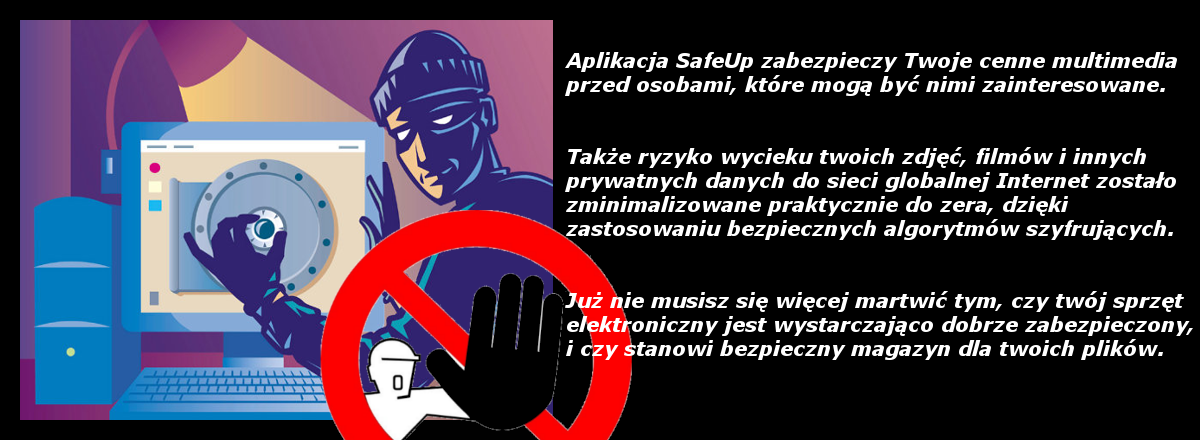 Aplikacja SafeUp zabezpieczy Twoje cenne multimedia
przed osobami, które mogą być nimi zainteresowane.
Także ryzyko wycieku twoich zdjęć, filmów i innych
prywatnych danych do sieci globalnej Internet zostało
zminimalizowane praktycznie do zera, dzięki
zastosowaniu bezpiecznych algorytmów szyfrujących.
Już nie musisz się więcej martwić tym, czy twój sprzęt
elektroniczny jest wystarczająco dobrze zabezpieczony,
i czy stanowi bezpieczny magazyn dla twoich plików.